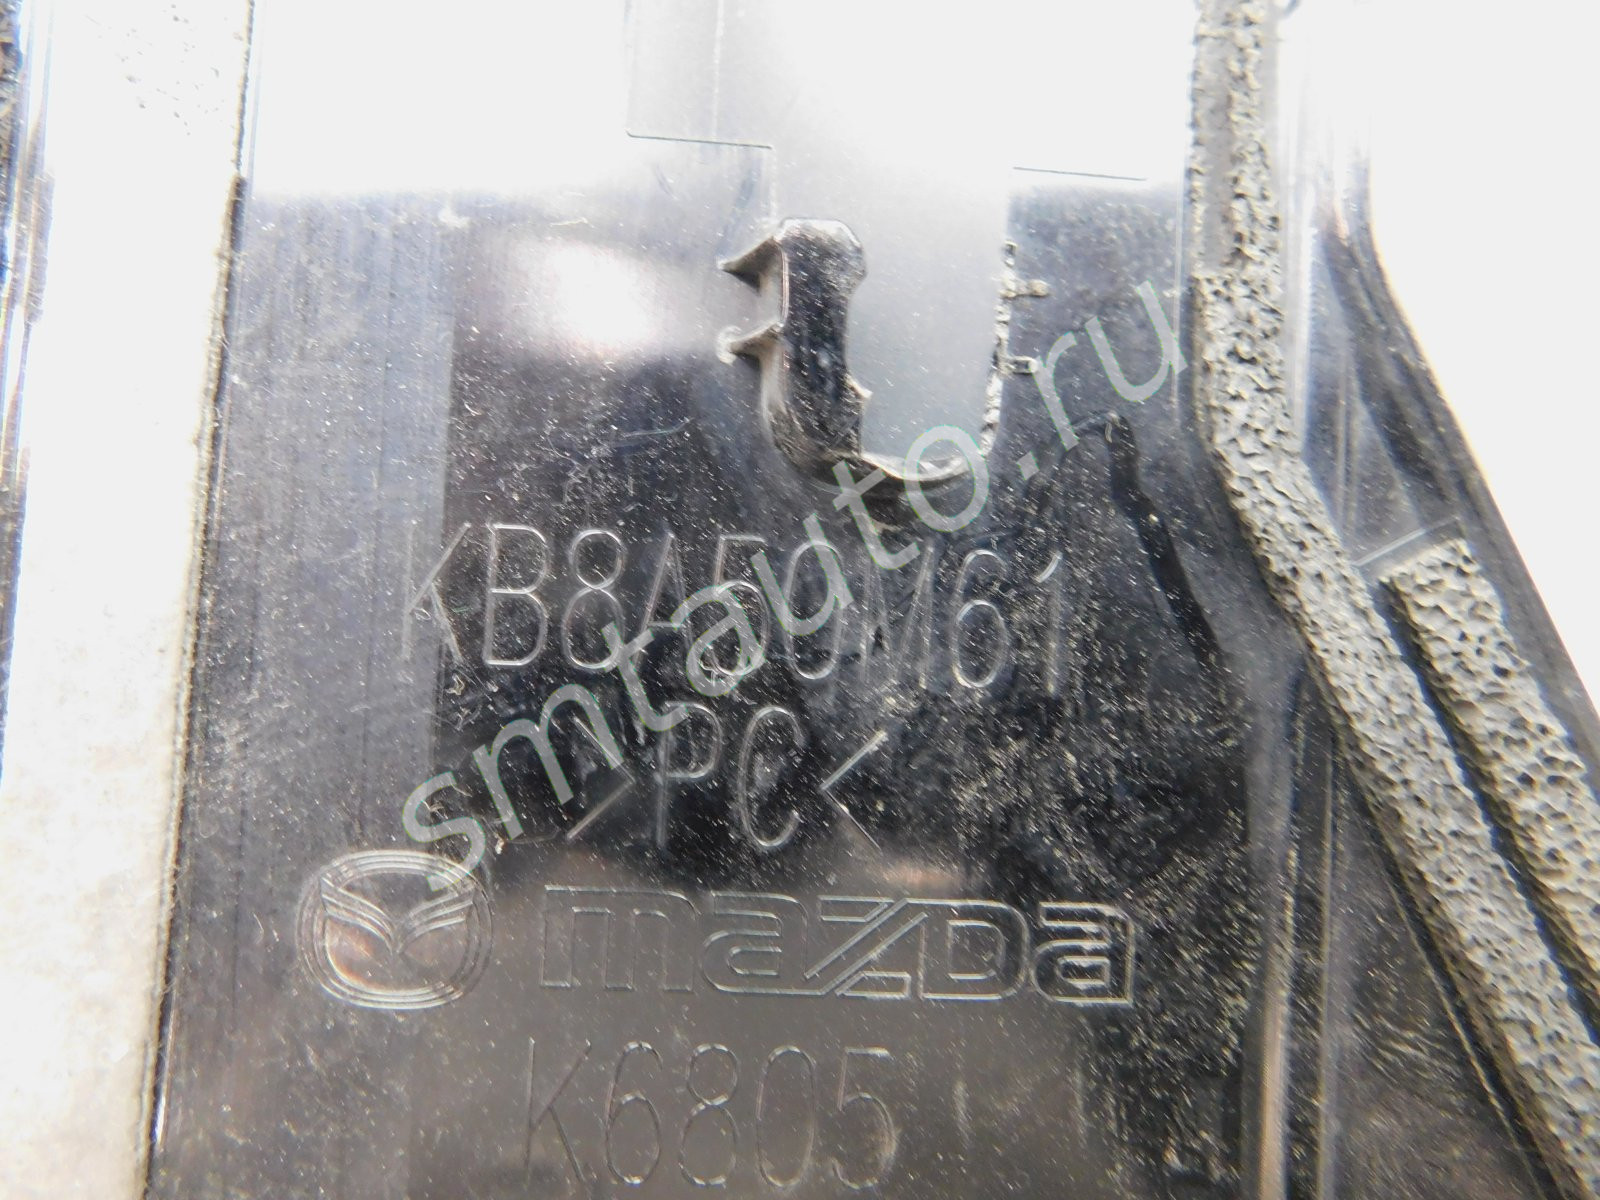 KB8A50M61
>PC<
mazDa
K6805
smtauto.ru